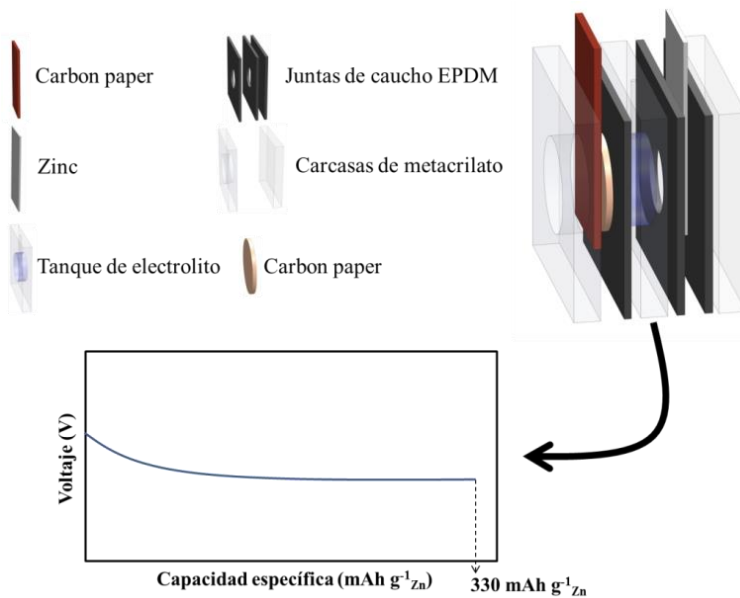 Carbon paper
Juntas de caucho EPDM
Zinc
Carcasas de metacrilato
Tanque de electrolito
Carbon paper
Voltaje (V)
Capacidad específica (mAh g⁻¹Zn)
330 mAh g⁻¹Zn